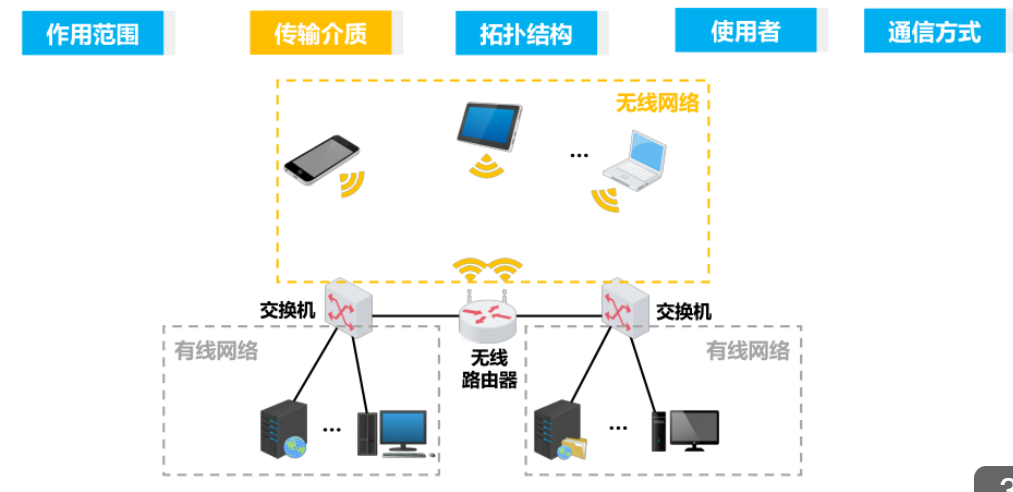 作用范围
传输介质
拓扑结构
使用者
通信方式
无线网络
...
交换机
交换机
有线网络
有线网络
无线
路由器
...
...